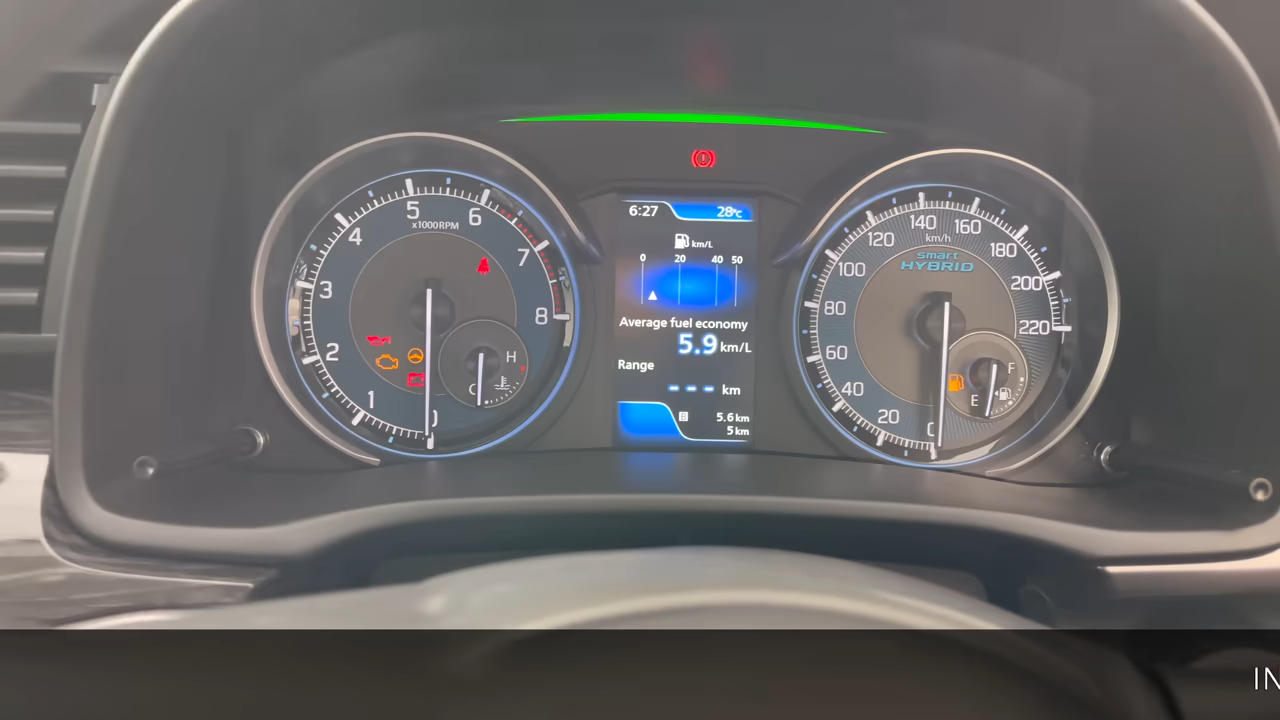 6:27 28°c
km/L
0 20 40 50
Average fuel economy
5.9 km/L
Range
--- km
B 5.6 km
5 km
0 1 2 3 4 5 6 7 8
x1000RPM
H
C
0 20 40 60 80 100 120 140 160 180 200 220
km/h
smart
HYBRID
F
E
IN